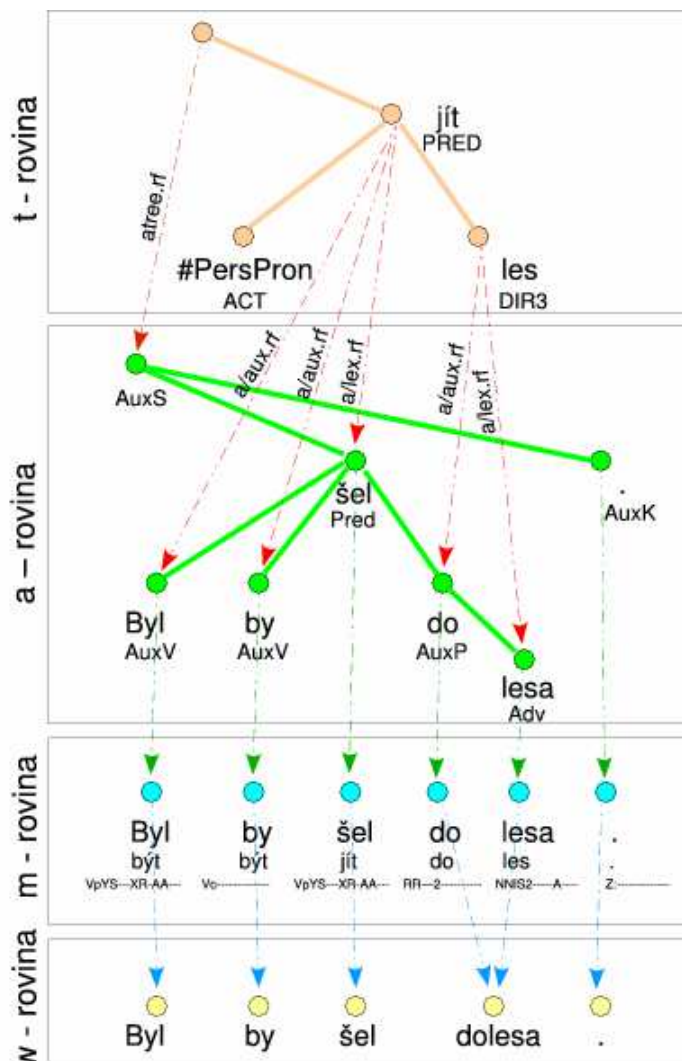 t - rovina
jít
PRED
atree.rf
#PersPron
les
ACT
DIR3
a – rovina
a/aux.rf
a/aux.rf
a/lex.rf
a/aux.rf
a/lex.rf
AuxS
šel
Pred
.
AuxK
Byl by do
AuxV AuxV AuxP
lesa
Adv
m - rovina
Byl by šel do lesa .
být být jít do les .
VpYS---XR-AA--- Vc------------- VpYS---XR-AA--- RR--2---------- NNIS2-----A---- Z:-------------
w - rovina
Byl by šel dolesa .